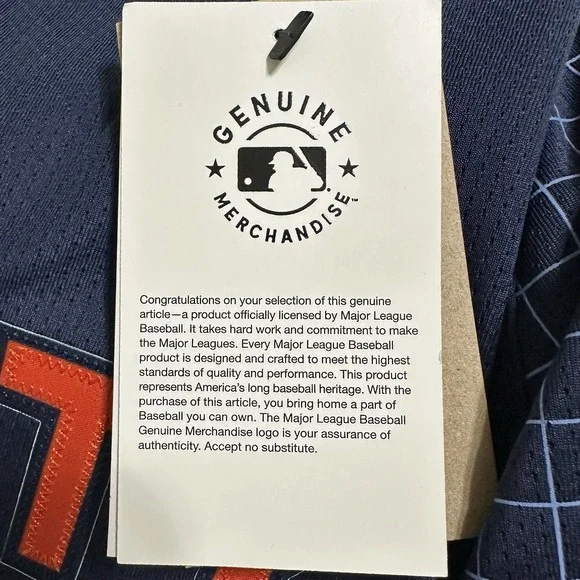 GENUINE
MERCHANDISE™
Congratulations on your selection of this genuine
article—a product officially licensed by Major League
Baseball. It takes hard work and commitment to make
the Major Leagues. Every Major League Baseball
product is designed and crafted to meet the highest
standards of quality and performance. This product
represents America's long baseball heritage. With the
purchase of this article, you bring home a part of
Baseball you can own. The Major League Baseball
Genuine Merchandise logo is your assurance of
authenticity. Accept no substitute.